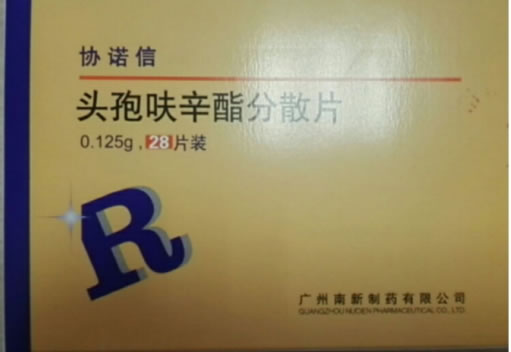 协诺信
头孢呋辛酯分散片
0.125g,28片装
R
广州南新制药有限公司
GUANGZHOU NUCIEN PHARMACEUTICAL CO., LTD.